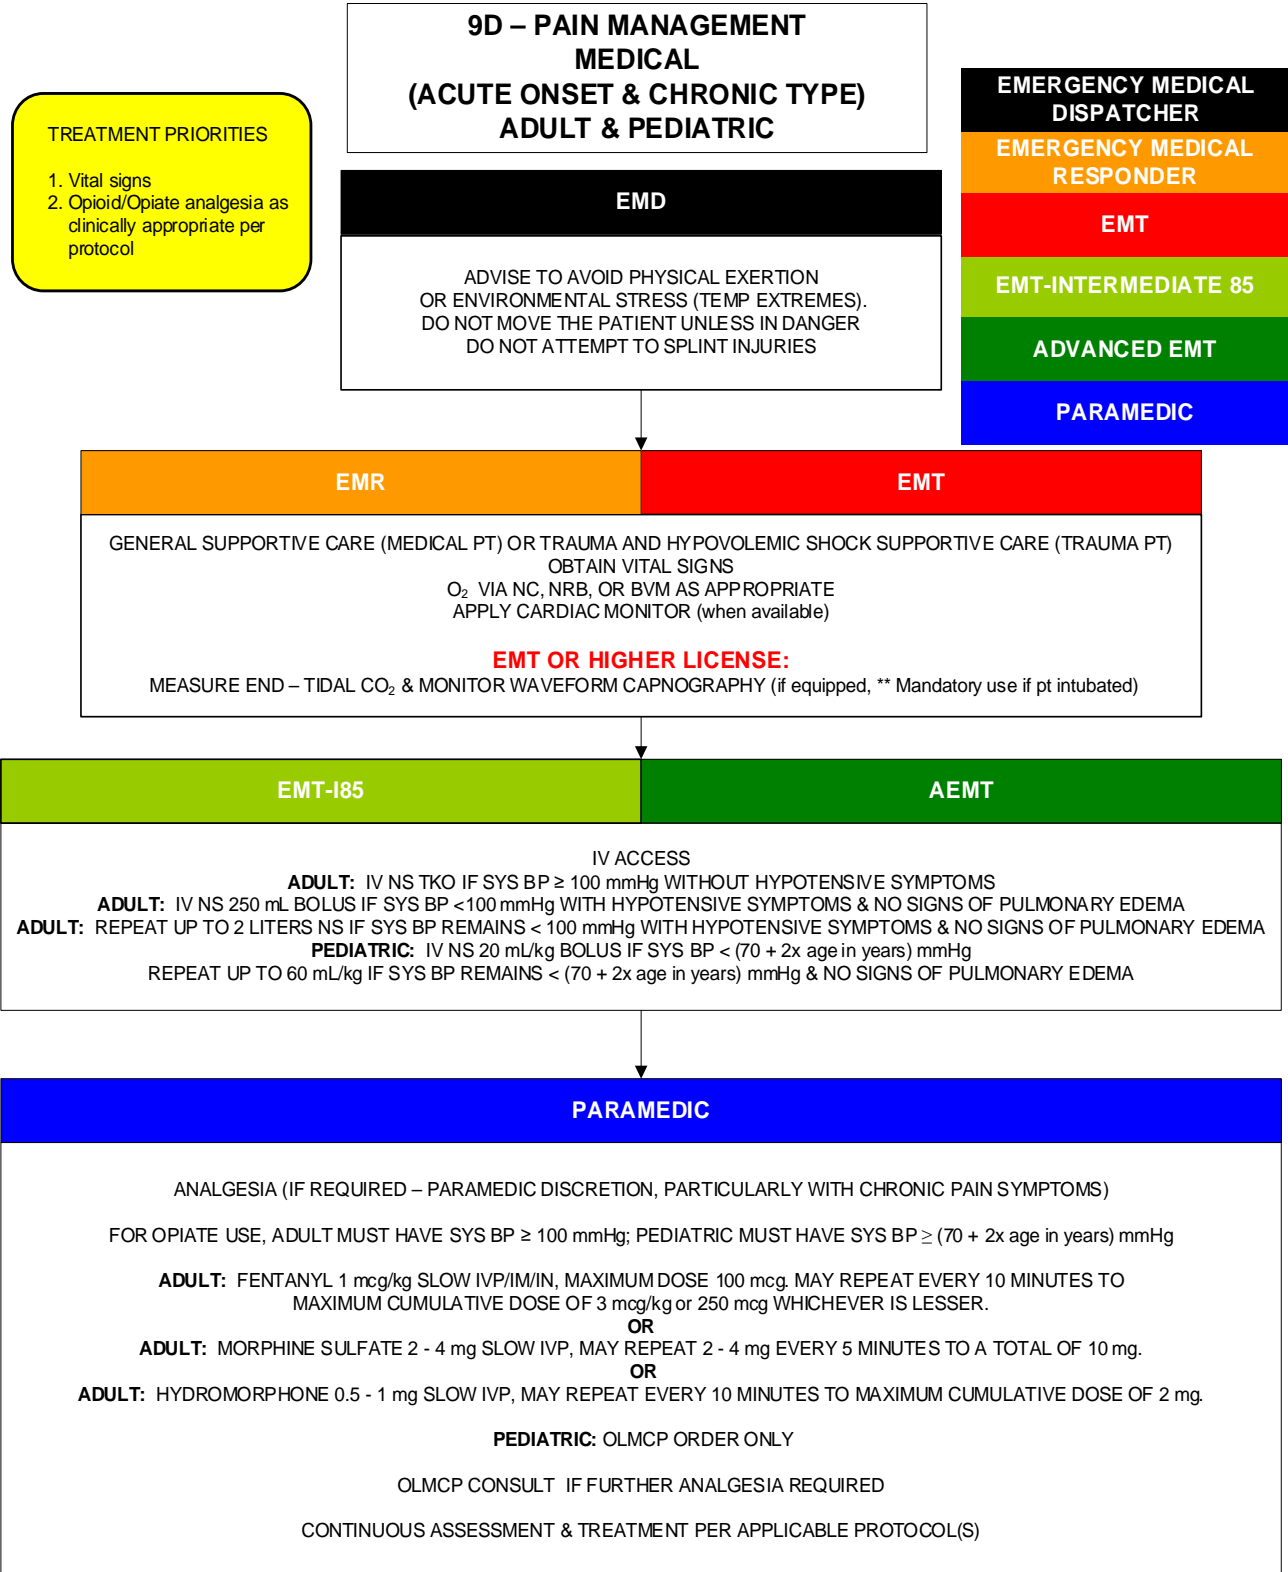 9D – PAIN MANAGEMENT
MEDICAL
(ACUTE ONSET & CHRONIC TYPE)
ADULT & PEDIATRIC
TREATMENT PRIORITIES
1. Vital signs
2. Opioid/Opiate analgesia as
clinically appropriate per
protocol
EMERGENCY MEDICAL
DISPATCHER
EMERGENCY MEDICAL
RESPONDER
EMT
EMT-INTERMEDIATE 85
ADVANCED EMT
PARAMEDIC
EMD
ADVISE TO AVOID PHYSICAL EXERTION
OR ENVIRONMENTAL STRESS (TEMP EXTREMES).
DO NOT MOVE THE PATIENT UNLESS IN DANGER
DO NOT ATTEMPT TO SPLINT INJURIES
EMR
EMT
GENERAL SUPPORTIVE CARE (MEDICAL PT) OR TRAUMA AND HYPOVOLEMIC SHOCK SUPPORTIVE CARE (TRAUMA PT)
OBTAIN VITAL SIGNS
O₂ VIA NC, NRB, OR BVM AS APPROPRIATE
APPLY CARDIAC MONITOR (when available)
EMT OR HIGHER LICENSE:
MEASURE END – TIDAL CO₂ & MONITOR WAVEFORM CAPNOGRAPHY (if equipped, ** Mandatory use if pt intubated)
EMT-I85
AEMT
IV ACCESS
ADULT: IV NS TKO IF SYS BP ≥ 100 mmHg WITHOUT HYPOTENSIVE SYMPTOMS
ADULT: IV NS 250 mL BOLUS IF SYS BP <100 mmHg WITH HYPOTENSIVE SYMPTOMS & NO SIGNS OF PULMONARY EDEMA
ADULT: REPEAT UP TO 2 LITERS NS IF SYS BP REMAINS < 100 mmHg WITH HYPOTENSIVE SYMPTOMS & NO SIGNS OF PULMONARY EDEMA
PEDIATRIC: IV NS 20 mL/kg BOLUS IF SYS BP < (70 + 2x age in years) mmHg
REPEAT UP TO 60 mL/kg IF SYS BP REMAINS < (70 + 2x age in years) mmHg & NO SIGNS OF PULMONARY EDEMA
PARAMEDIC
ANALGESIA (IF REQUIRED – PARAMEDIC DISCRETION, PARTICULARLY WITH CHRONIC PAIN SYMPTOMS)
FOR OPIATE USE, ADULT MUST HAVE SYS BP ≥ 100 mmHg; PEDIATRIC MUST HAVE SYS BP ≥ (70 + 2x age in years) mmHg
ADULT: FENTANYL 1 mcg/kg SLOW IVP/IM/IN, MAXIMUM DOSE 100 mcg. MAY REPEAT EVERY 10 MINUTES TO
MAXIMUM CUMULATIVE DOSE OF 3 mcg/kg or 250 mcg WHICHEVER IS LESSER.
OR
ADULT: MORPHINE SULFATE 2 - 4 mg SLOW IVP, MAY REPEAT 2 - 4 mg EVERY 5 MINUTES TO A TOTAL OF 10 mg.
OR
ADULT: HYDROMORPHONE 0.5 - 1 mg SLOW IVP, MAY REPEAT EVERY 10 MINUTES TO MAXIMUM CUMULATIVE DOSE OF 2 mg.
PEDIATRIC: OLMCP ORDER ONLY
OLMCP CONSULT IF FURTHER ANALGESIA REQUIRED
CONTINUOUS ASSESSMENT & TREATMENT PER APPLICABLE PROTOCOL(S)